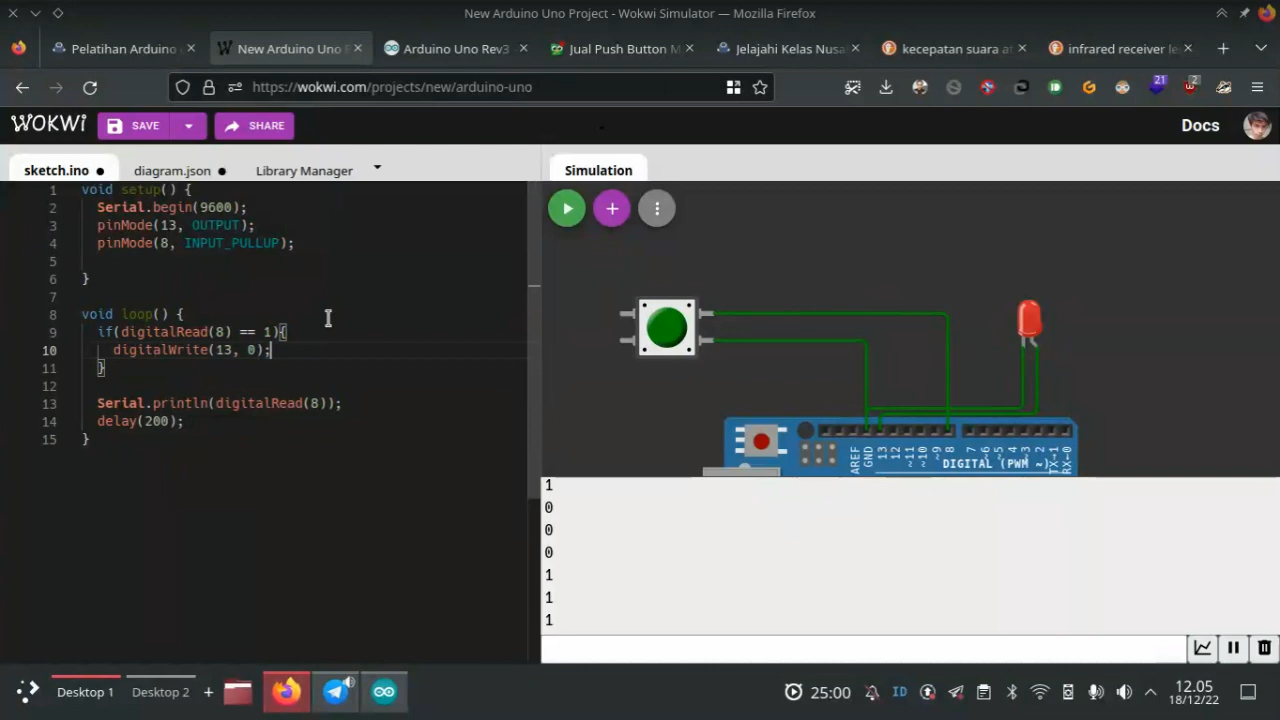 New Arduino Uno Project - Wokwi Simulator — Mozilla Firefox
Pelatihan Arduino
New Arduino Uno P
Arduino Uno Rev3
Jual Push Button M
Jelajahi Kelas Nusa
kecepatan suara at
infrared receiver le
https://wokwi.com/projects/new/arduino-uno
21
2
WOKWI
SAVE
SHARE
Docs
sketch.ino
diagram.json
Library Manager
Simulation
1 void setup() {
2 Serial.begin(9600);
3 pinMode(13, OUTPUT);
4 pinMode(8, INPUT_PULLUP);
5
6 }
7
8 void loop() {
9 if(digitalRead(8) == 1){
10 digitalWrite(13, 0);
11 }
12
13 Serial.println(digitalRead(8));
14 delay(200);
15 }
AREF
GND
13
12
~11
~10
~9
8
7
~6
~5
4
~3
2
TX→1
RX←0
DIGITAL (PWM ~)
1
0
0
0
1
1
1
Desktop 1
Desktop 2
25:00
ID
12.05
18/12/22